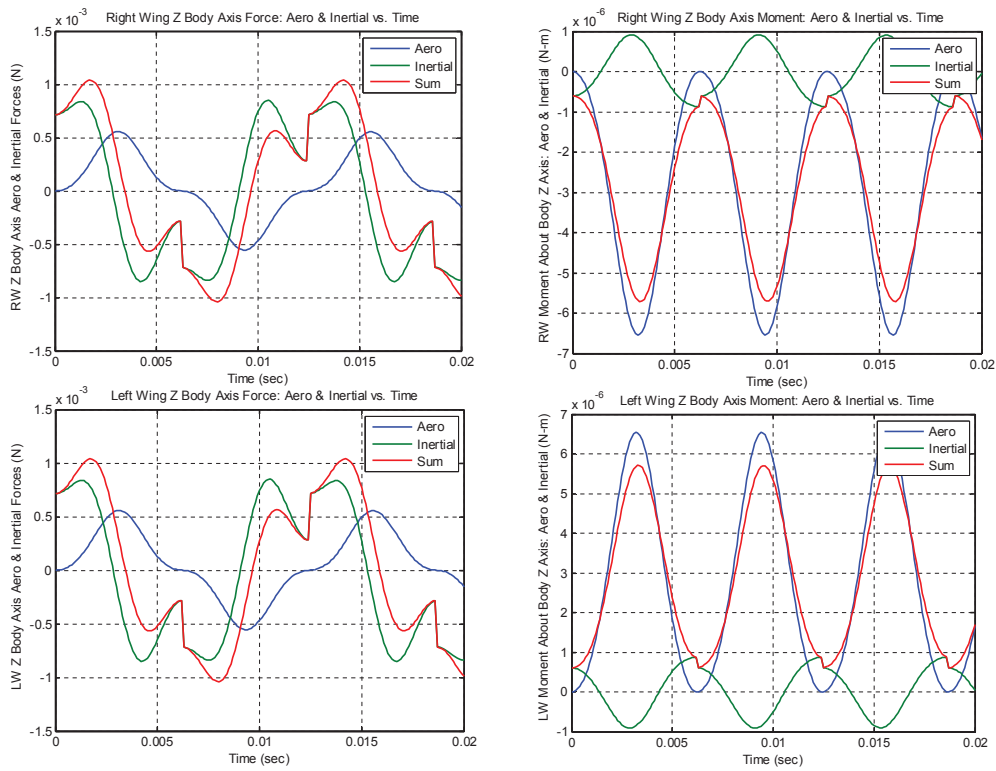 Right Wing Z Body Axis Force: Aero & Inertial vs. Time
x 10^-3
RW Z Body Axis Aero & Inertial Forces (N)
1.5
1
0.5
0
-0.5
-1
-1.5
0 0.005 0.01 0.015 0.02
Time (sec)
Aero
Inertial
Sum
Right Wing Z Body Axis Moment: Aero & Inertial vs. Time
x 10^-6
RW Moment About Body Z Axis: Aero & Inertial (N-m)
1
0
-1
-2
-3
-4
-5
-6
-7
0 0.005 0.01 0.015 0.02
Time (sec)
Aero
Inertial
Sum
Left Wing Z Body Axis Force: Aero & Inertial vs. Time
x 10^-3
LW Z Body Axis Aero & Inertial Forces (N)
1.5
1
0.5
0
-0.5
-1
-1.5
0 0.005 0.01 0.015 0.02
Time (sec)
Aero
Inertial
Sum
Left Wing Z Body Axis Moment: Aero & Inertial vs. Time
x 10^-6
LW Moment About Body Z Axis: Aero & Inertial (N-m)
7
6
5
4
3
2
1
0
-1
0 0.005 0.01 0.015 0.02
Time (sec)
Aero
Inertial
Sum